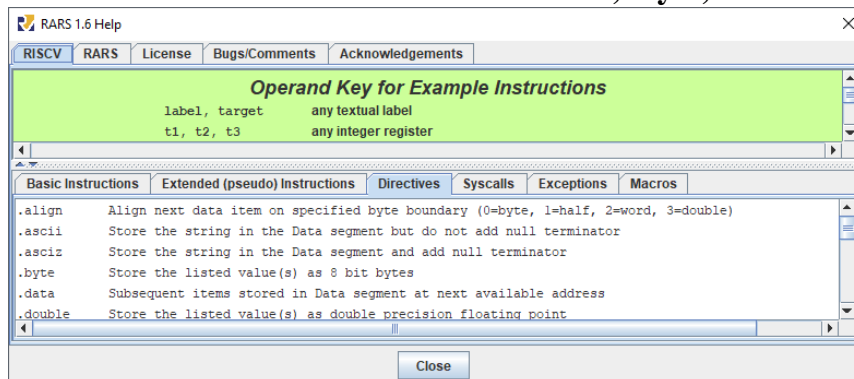 RARS 1.6 Help
RISCV RARS License Bugs/Comments Acknowledgements
Operand Key for Example Instructions
label, target any textual label
t1, t2, t3 any integer register
Basic Instructions Extended (pseudo) Instructions Directives Syscalls Exceptions Macros
.align Align next data item on specified byte boundary (0=byte, 1=half, 2=word, 3=double)
.ascii Store the string in the Data segment but do not add null terminator
.asciz Store the string in the Data segment and add null terminator
.byte Store the listed value(s) as 8 bit bytes
.data Subsequent items stored in Data segment at next available address
.double Store the listed value(s) as double precision floating point
Close